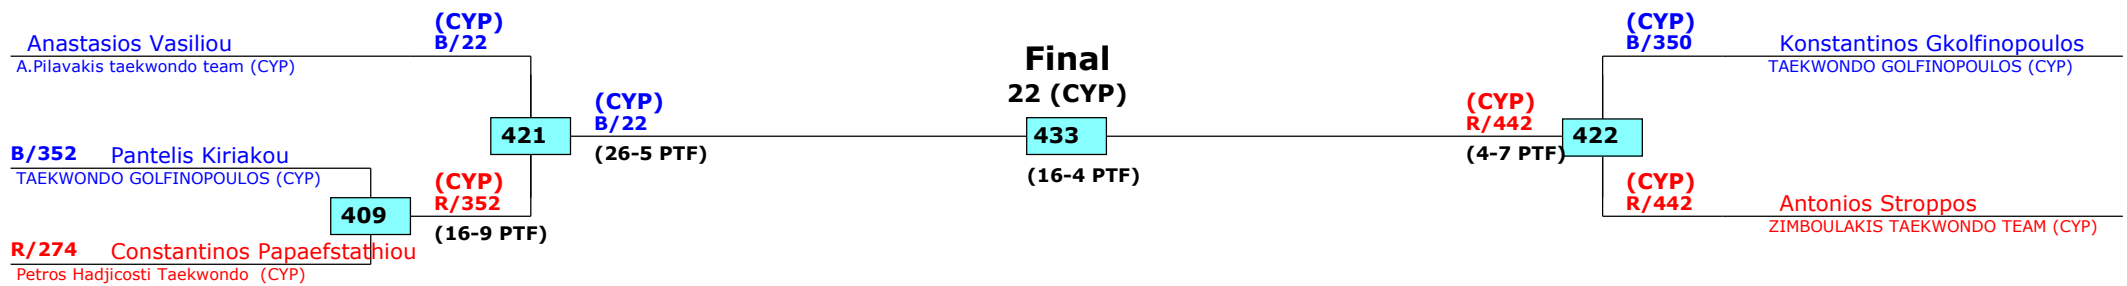 (CYP)
B/22
Anastasios Vasiliou
A.Pilavakis taekwondo team (CYP)
B/352 Pantelis Kiriakou
TAEKWONDO GOLFINOPOULOS (CYP)
409
R/274 Constantinos Papaefstathiou
Petros Hadjicosti Taekwondo (CYP)
(CYP)
R/352
(16-9 PTF)
421
(CYP)
B/22
(26-5 PTF)
Final
22 (CYP)
433
(16-4 PTF)
(CYP)
R/442
(4-7 PTF)
422
(CYP)
B/350
Konstantinos Gkolfinopoulos
TAEKWONDO GOLFINOPOULOS (CYP)
(CYP)
R/442
Antonios Stroppos
ZIMBOULAKIS TAEKWONDO TEAM (CYP)